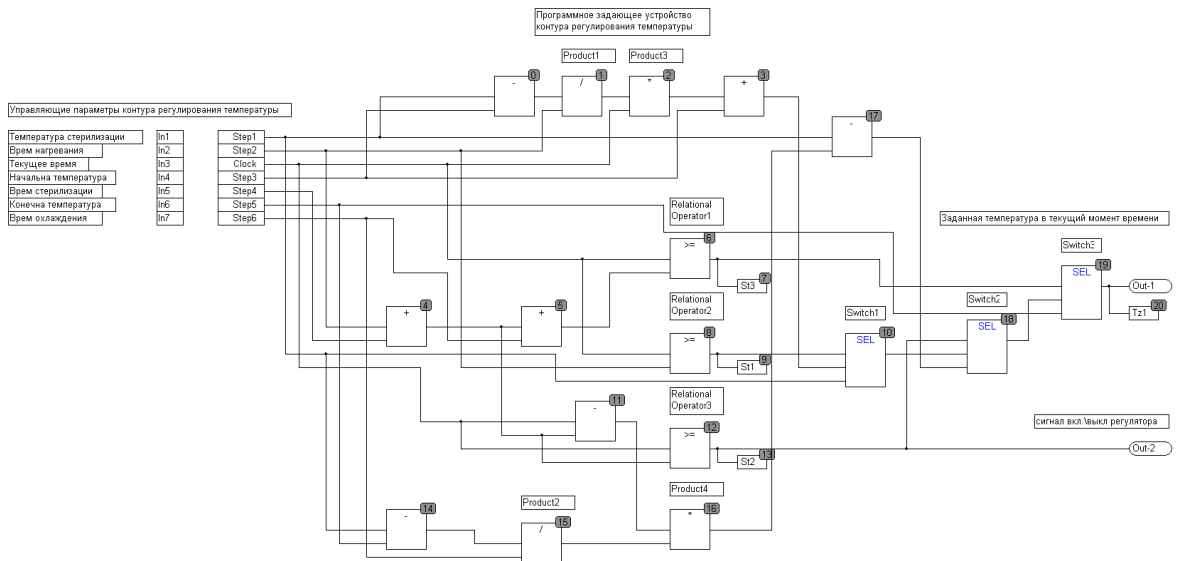 Программное задающее устройство
контура регулирования температуры
Product1
Product3
0
1
2
3
-
/
*
+
Управляющие параметры контура регулирования температуры
17
-
Температура стерилизации In1 Step1
Врем нагревания In2 Step2
Текущее время In3 Clock
Начальна температура In4 Step3
Врем стерилизации In5 Step4
Конечна температура In6 Step5
Врем охлаждения In7 Step6
Relational
Operator1
Заданная температура в текущий момент времени
6
>=
Switch3
19
SEL
7
St3
Out-1
Relational
Operator2
Switch2
4
+
5
+
Switch1
18
SEL
20
Tz1
8
>=
10
SEL
9
St1
Relational
Operator3
11
-
сигнал вкл.\выкл регулятора
12
>=
Out-2
13
St2
Product4
Product2
14
-
15
/
16
*